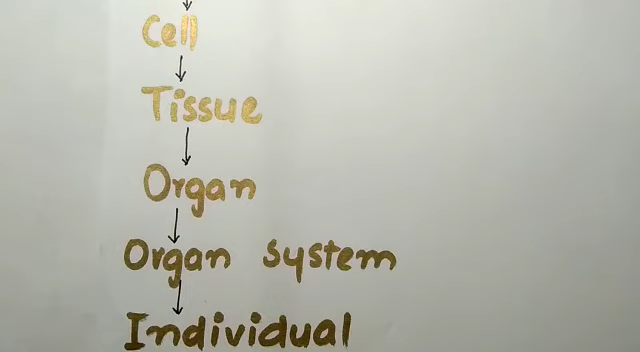 Cell
Tissue
Organ
Organ system
Individual